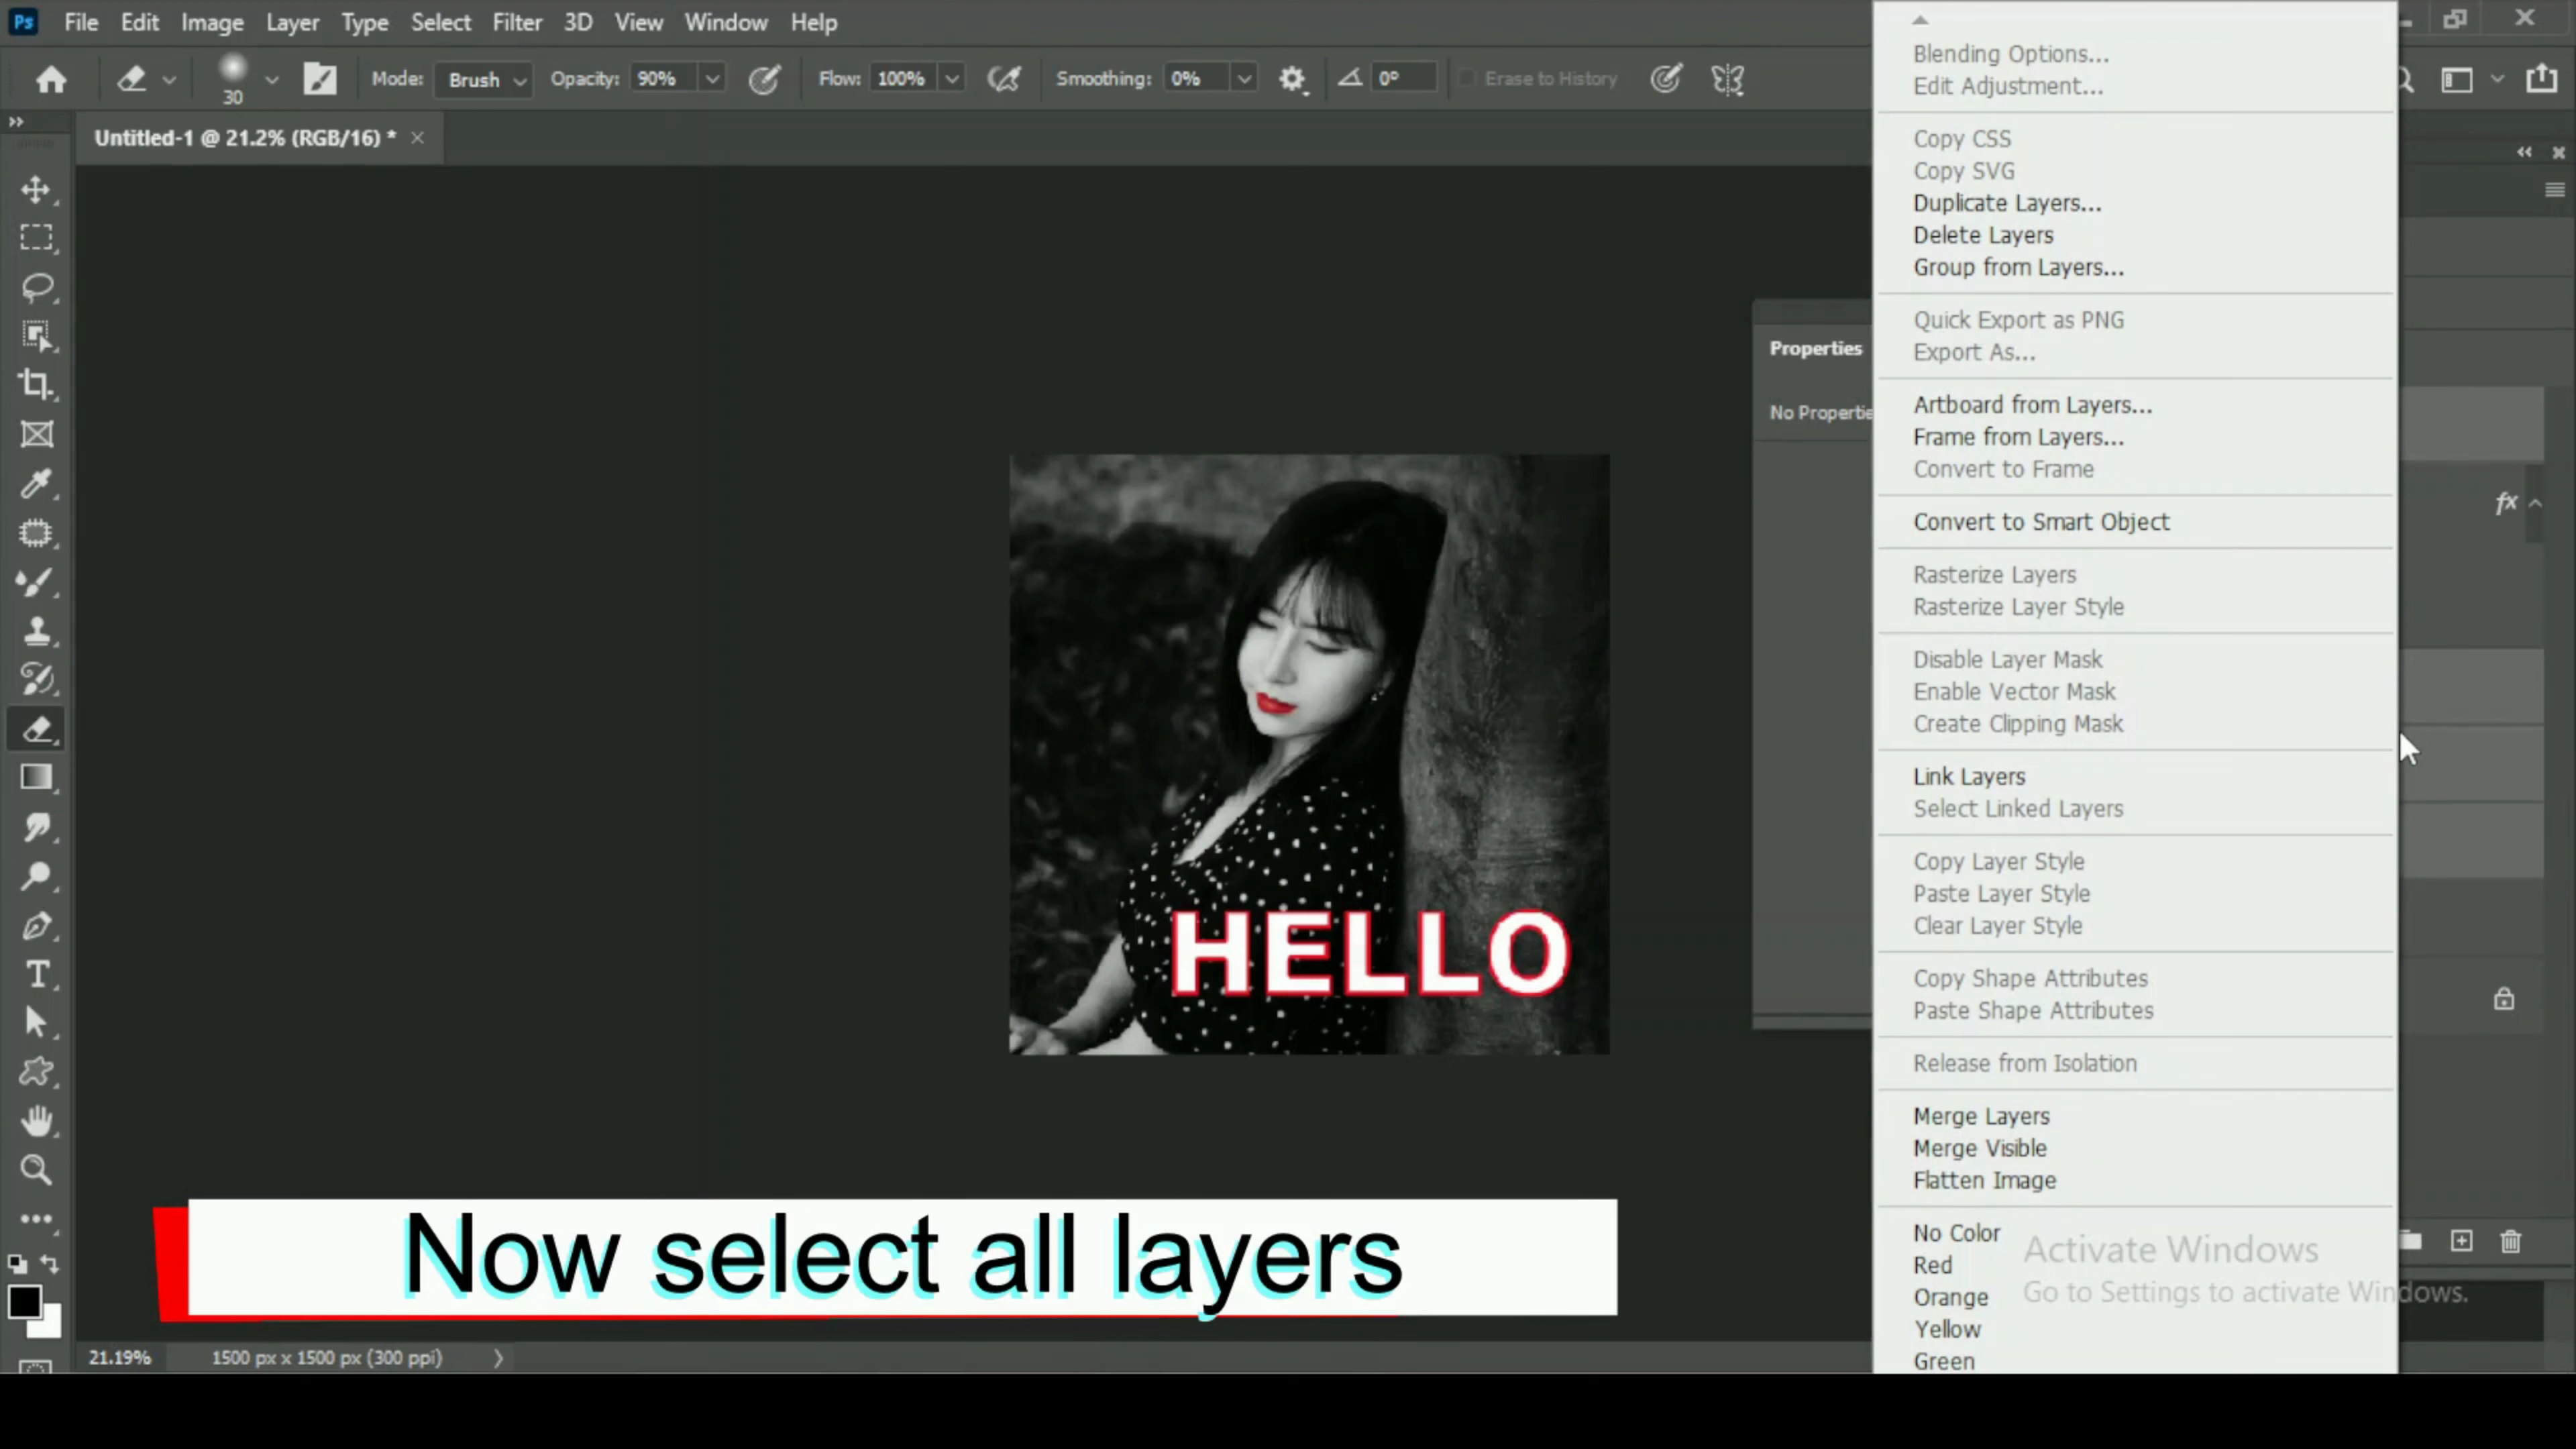 Ps File Edit Image Layer Type Select Filter 3D View Window Help
30 Mode: Brush Opacity: 90% Flow: 100% Smoothing: 0% 0° Erase to History
Untitled-1 @ 21.2% (RGB/16) *
Properties
No Propertie
HELLO
Blending Options...
Edit Adjustment...
Copy CSS
Copy SVG
Duplicate Layers...
Delete Layers
Group from Layers...
Quick Export as PNG
Export As...
Artboard from Layers...
Frame from Layers...
Convert to Frame
Convert to Smart Object
Rasterize Layers
Rasterize Layer Style
Disable Layer Mask
Enable Vector Mask
Create Clipping Mask
Link Layers
Select Linked Layers
Copy Layer Style
Paste Layer Style
Clear Layer Style
Copy Shape Attributes
Paste Shape Attributes
Release from Isolation
Merge Layers
Merge Visible
Flatten Image
No Color
Red
Orange
Yellow
Green
fx
Activate Windows
Go to Settings to activate Windows.
Now select all layers
21.19% 1500 px x 1500 px (300 ppi)